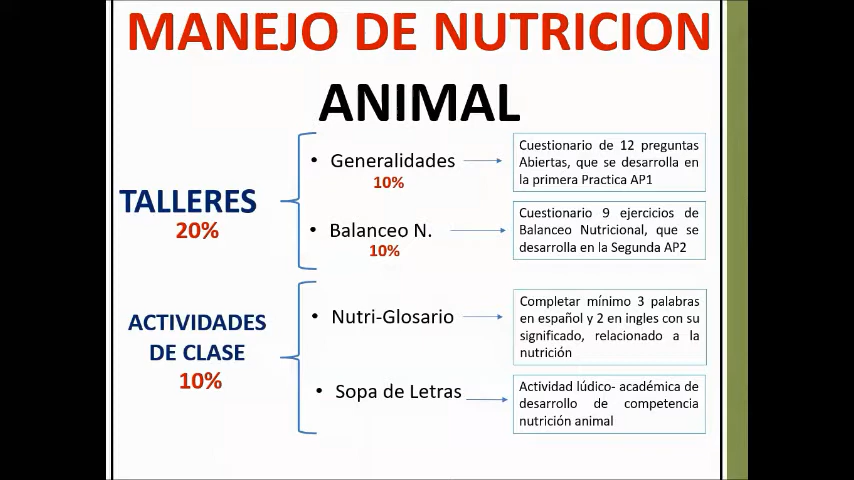 MANEJO DE NUTRICION
ANIMAL
TALLERES
20%
• Generalidades
10%
Cuestionario de 12 preguntas
Abiertas, que se desarrolla en
la primera Practica AP1
• Balanceo N.
10%
Cuestionario 9 ejercicios de
Balanceo Nutricional, que se
desarrolla en la Segunda AP2
ACTIVIDADES
DE CLASE
10%
• Nutri-Glosario
Completar mínimo 3 palabras
en español y 2 en ingles con su
significado, relacionado a la
nutrición
• Sopa de Letras
Actividad lúdico- académica de
desarrollo de competencia
nutrición animal